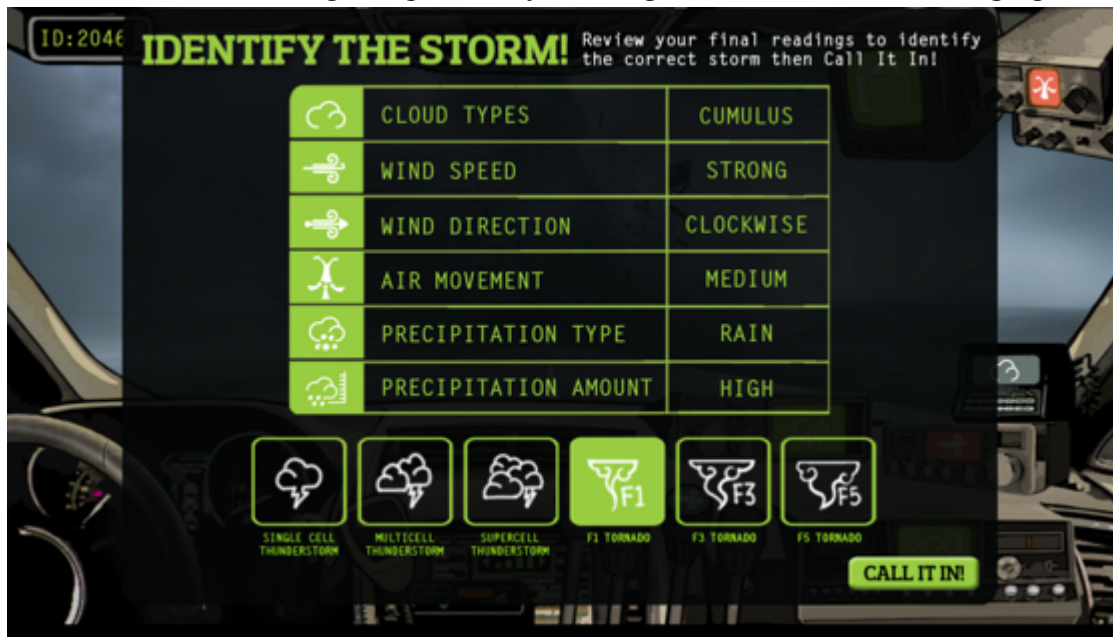 ID:2046
IDENTIFY THE STORM!
Review your final readings to identify
the correct storm then Call It In!
CLOUD TYPES CUMULUS
WIND SPEED STRONG
WIND DIRECTION CLOCKWISE
AIR MOVEMENT MEDIUM
PRECIPITATION TYPE RAIN
PRECIPITATION AMOUNT HIGH
F1 F3 F5
SINGLE CELL
THUNDERSTORM
MULTICELL
THUNDERSTORM
SUPERCELL
THUNDERSTORM
F1 TORNADO
F3 TORNADO
F5 TORNADO
CALL IT IN!